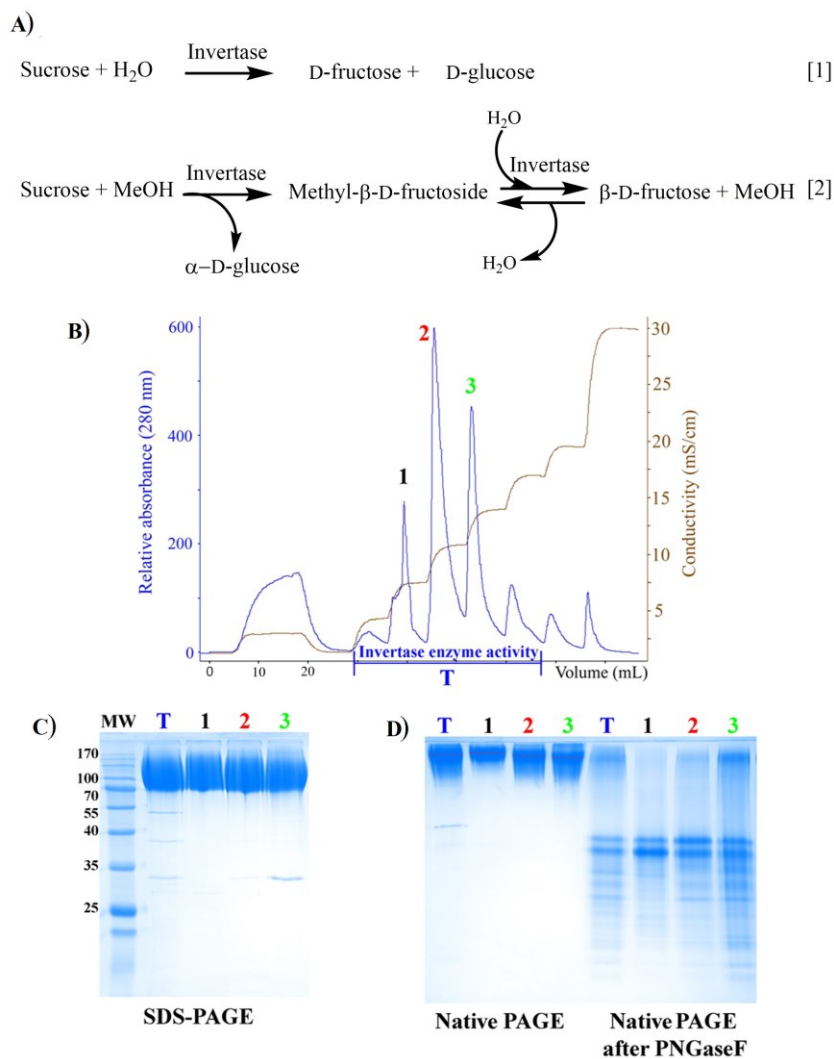 A)
Sucrose + H₂O Invertase D-fructose + D-glucose [1]
H₂O
Sucrose + MeOH Invertase Methyl-β-D-fructoside Invertase β-D-fructose + MeOH [2]
α–D-glucose H₂O
B)
Relative absorbance (280 nm)
600
400
200
0
1
2
3
30
25
20
15
10
5
Conductivity (mS/cm)
0 10 20 Invertase enzyme activity Volume (mL)
T
C) MW T 1 2 3
170
100
70
55
40
35
25
SDS-PAGE
D) T 1 2 3 T 1 2 3
Native PAGE
Native PAGE
after PNGaseF